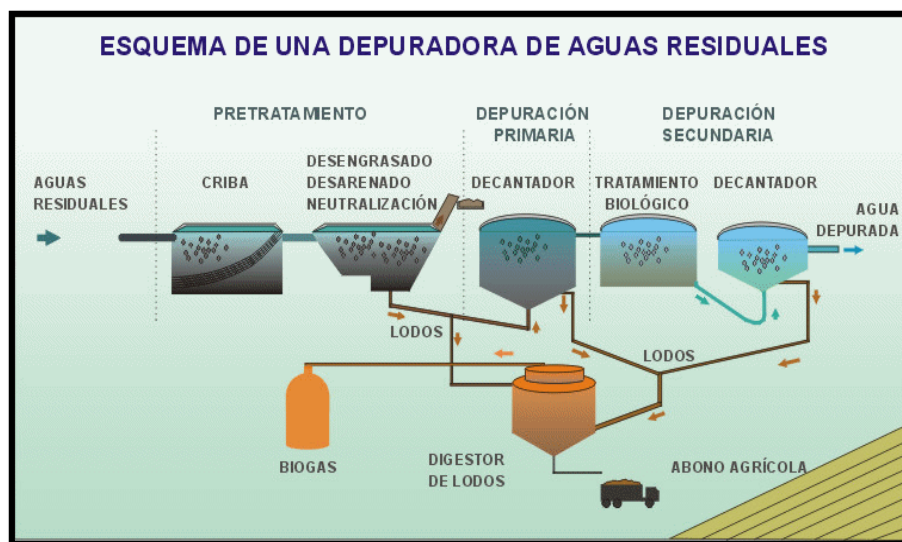 ESQUEMA DE UNA DEPURADORA DE AGUAS RESIDUALES
PRETRATAMIENTO
DEPURACIÓN
PRIMARIA
DEPURACIÓN
SECUNDARIA
AGUAS
RESIDUALES
CRIBA
DESENGRASADO
DESARENADO
NEUTRALIZACIÓN
DECANTADOR
TRATAMIENTO
BIOLÓGICO
DECANTADOR
AGUA
DEPURADA
LODOS
LODOS
BIOGAS
DIGESTOR
DE LODOS
ABONO AGRÍCOLA